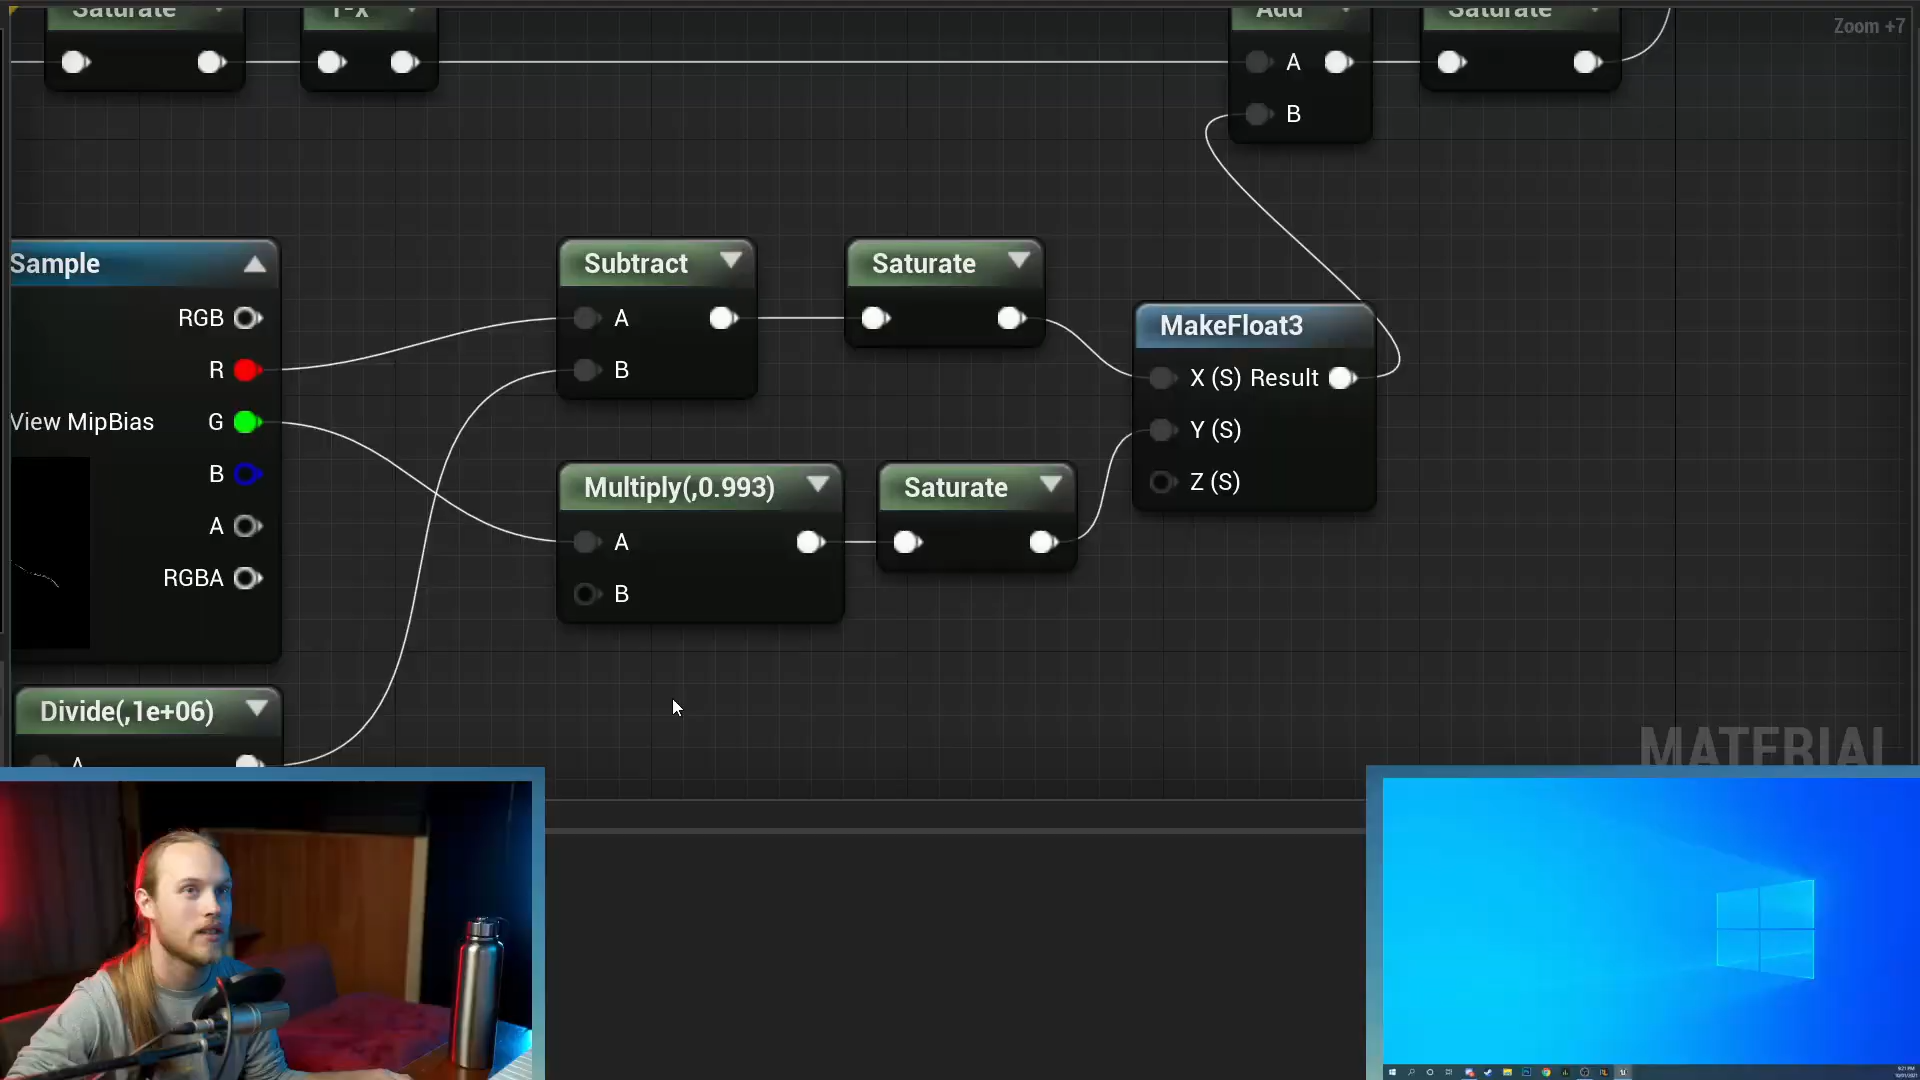 Saturate
1-x
Add
Saturate
Zoom +7
A
B
Sample
RGB
R
View MipBias
G
B
A
RGBA
Subtract
A
B
Saturate
MakeFloat3
X (S) Result
Y (S)
Z (S)
Multiply(,0.993)
A
B
Saturate
Divide(,1e+06)
A
MATERIAL